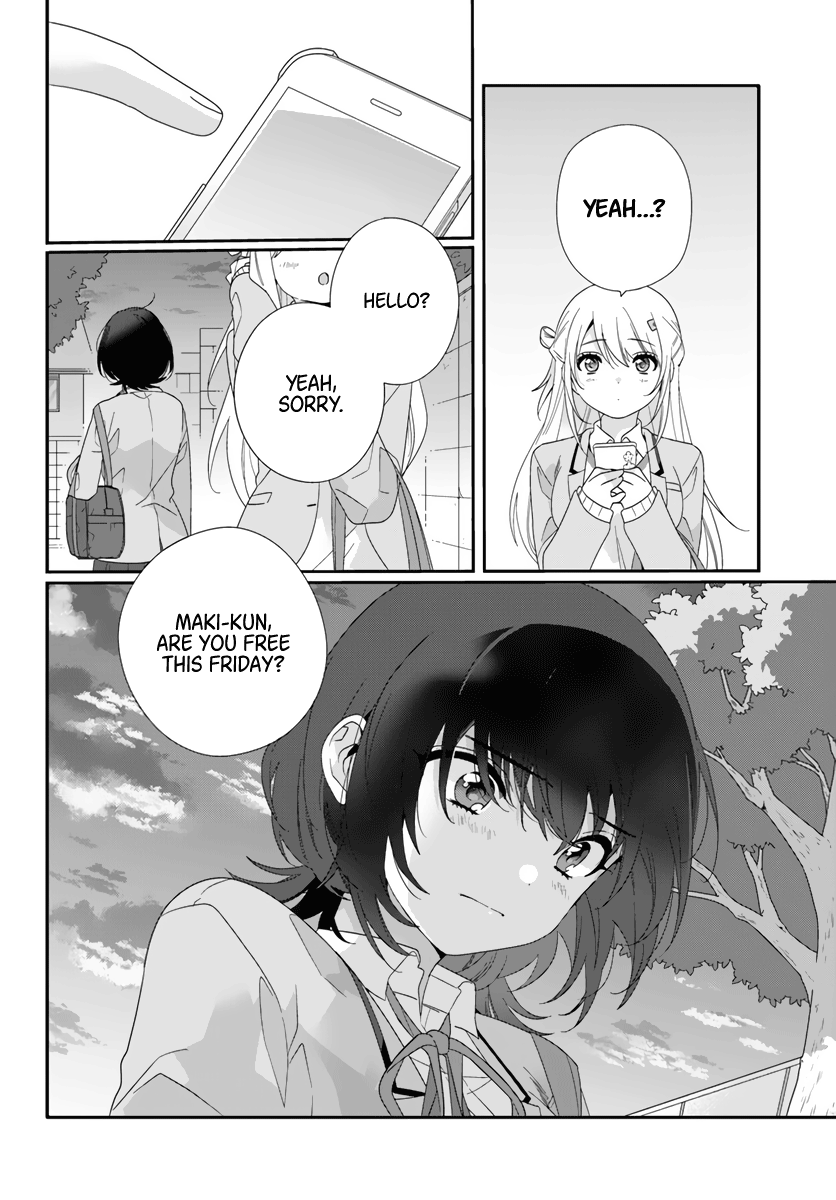 YEAH...?
HELLO?
YEAH,
SORRY.
MAKI-KUN,
ARE YOU FREE
THIS FRIDAY?